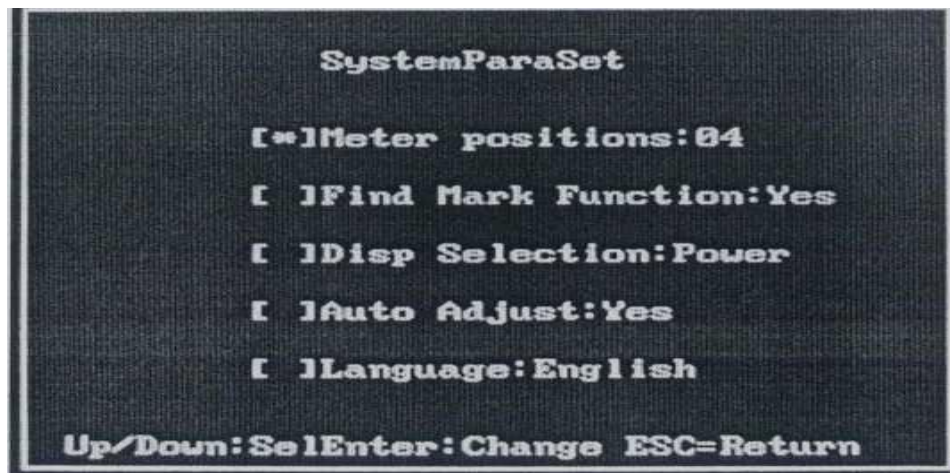 SystemParaSet
[*]Meter positions:04
[ ]Find Mark Function:Yes
[ ]Disp Selection:Power
[ ]Auto Adjust:Yes
[ ]Language:English
Up/Down:SelEnter:Change ESC=Return